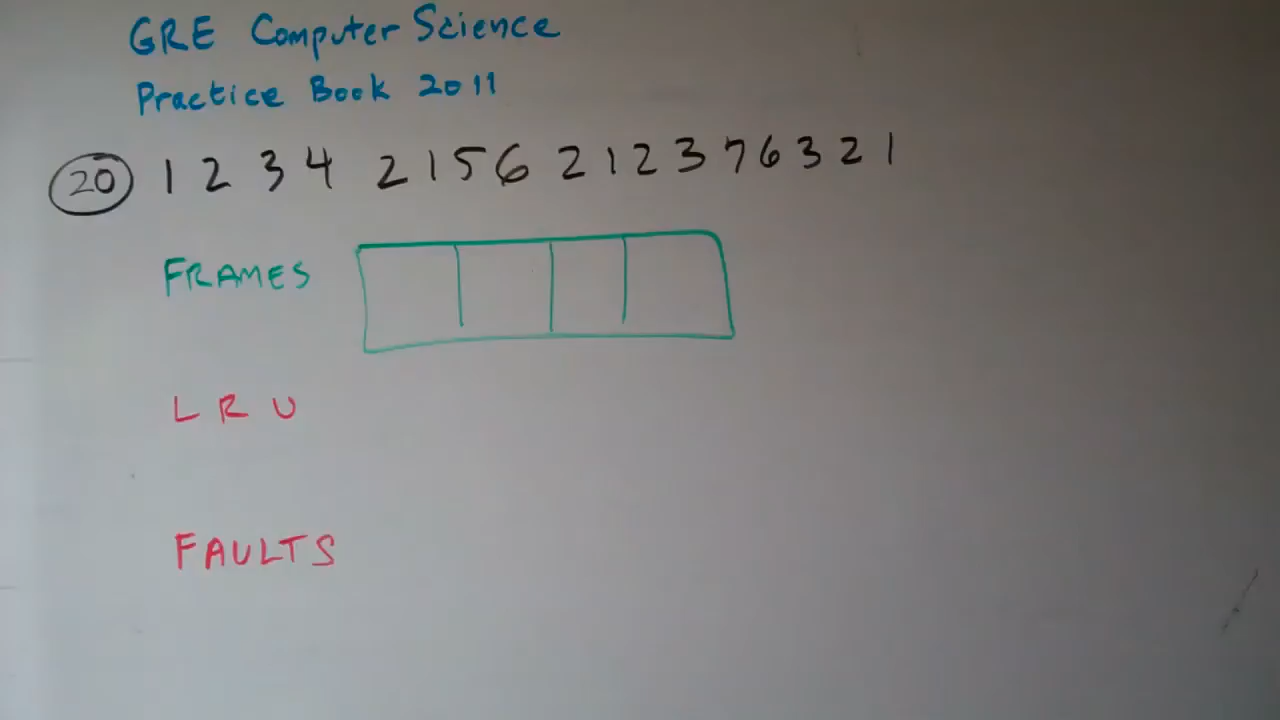 GRE Computer Science
Practice Book 2011
20 1 2 3 4 2 1 5 6 2 1 2 3 7 6 3 2 1
FRAMES
LRU
FAULTS